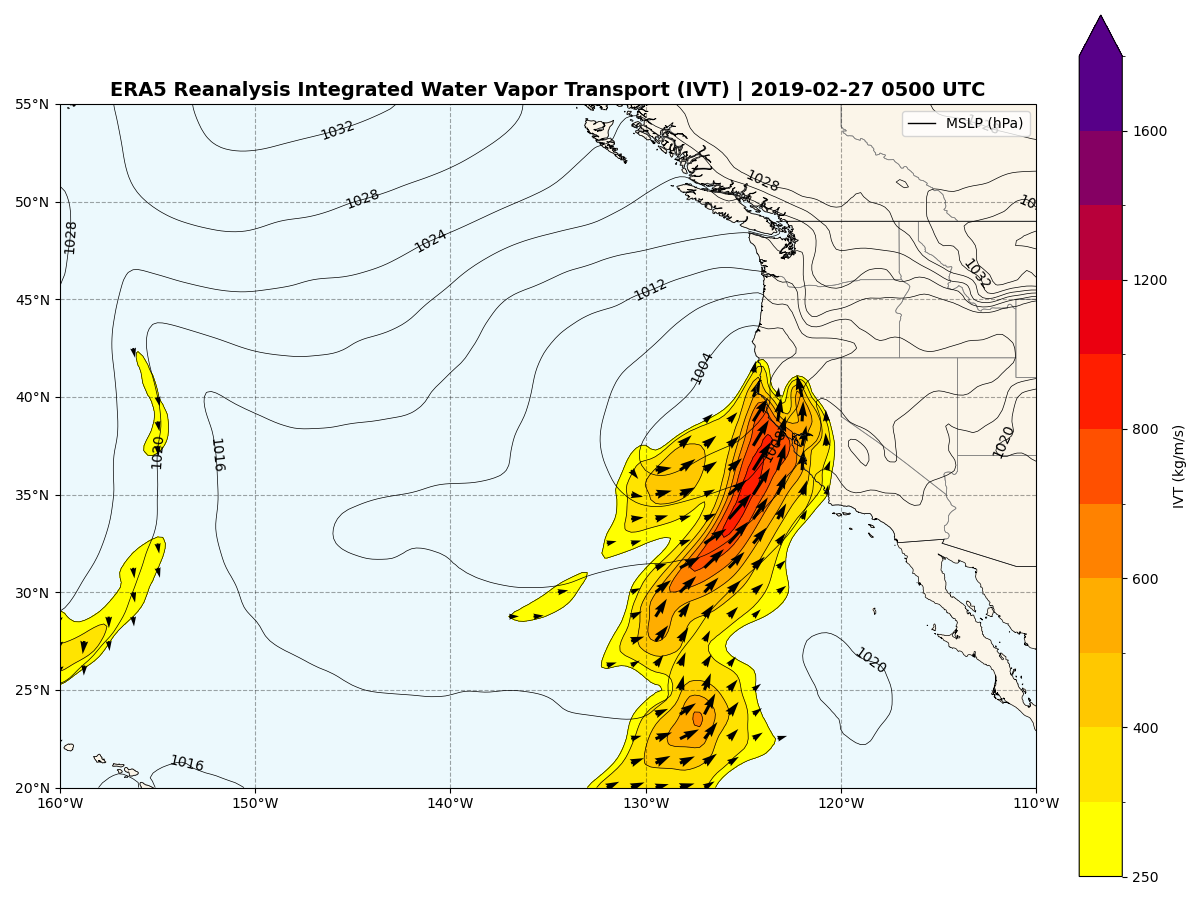 ERA5 Reanalysis Integrated Water Vapor Transport (IVT) | 2019-02-27 0500 UTC
MSLP (hPa)
55°N
50°N
45°N
40°N
35°N
30°N
25°N
20°N
160°W
150°W
140°W
130°W
120°W
110°W
1032
1028
1028
1028
1024
1012
1032
1004
1008
1020
1020
1016
1020
1016
10
1600
1200
800
600
400
250
IVT (kg/m/s)